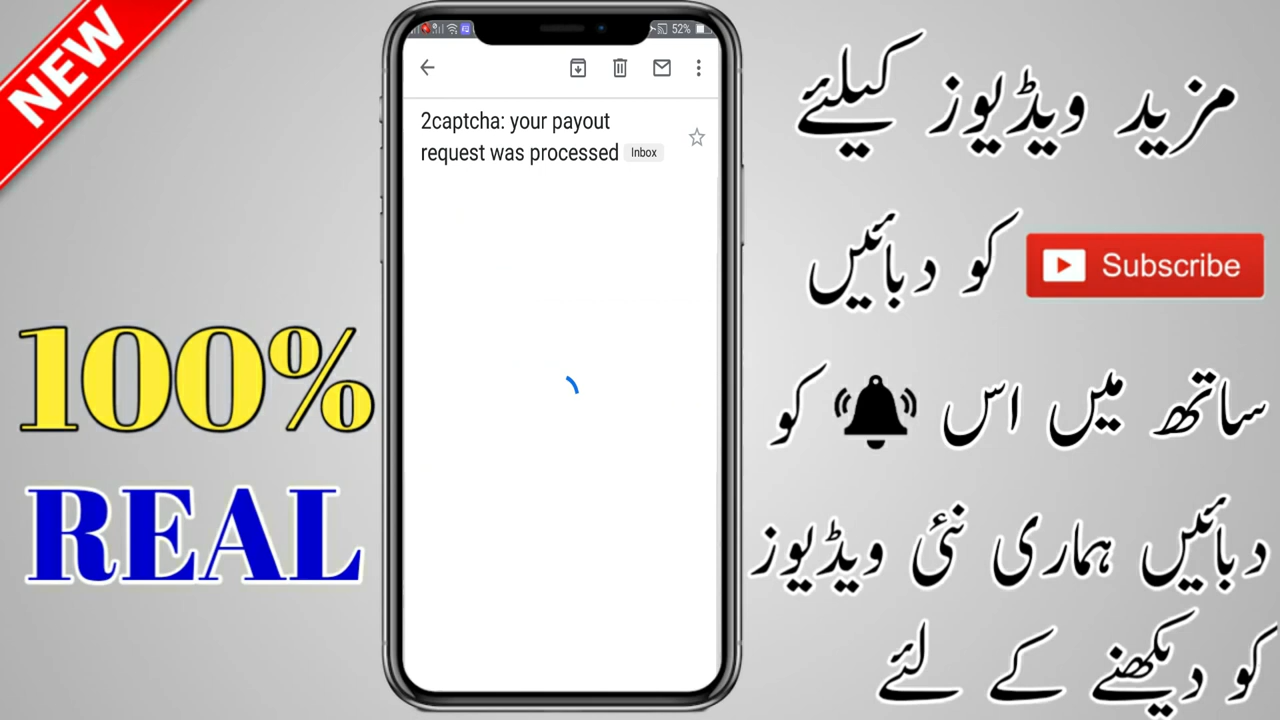 NEW
52%
2captcha: your payout
request was processed Inbox
100%
REAL
مزید ویڈیوز کیلئے
Subscribe کو دبائیں
ساتھ میں اس کو
دبائیں ہماری نئی ویڈیوز
کو دیکھنے کے لئے